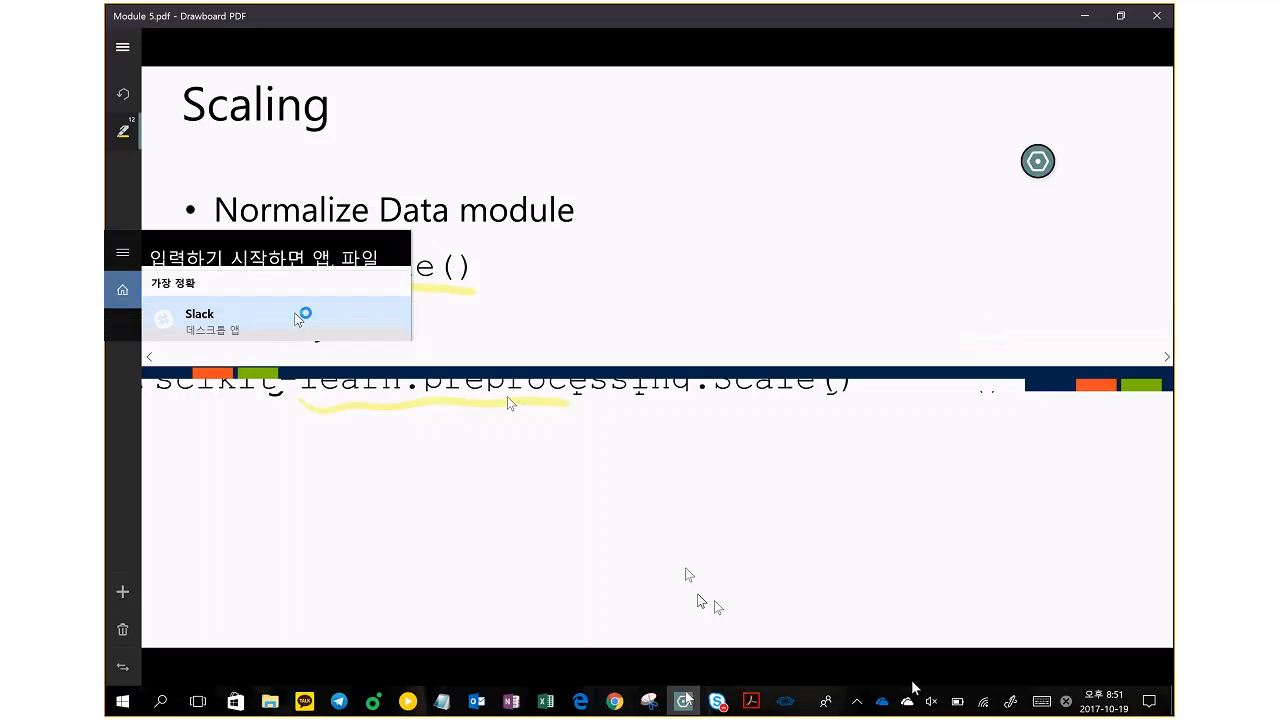 Module 5.pdf - Drawboard PDF
12
Scaling
• Normalize Data module
입력하기 시작하면 앱, 파일
e()
가장 정확
Slack
데스크톱 앱
scikit-learn.preprocessing.Scale()
오후 8:51
2017-10-19